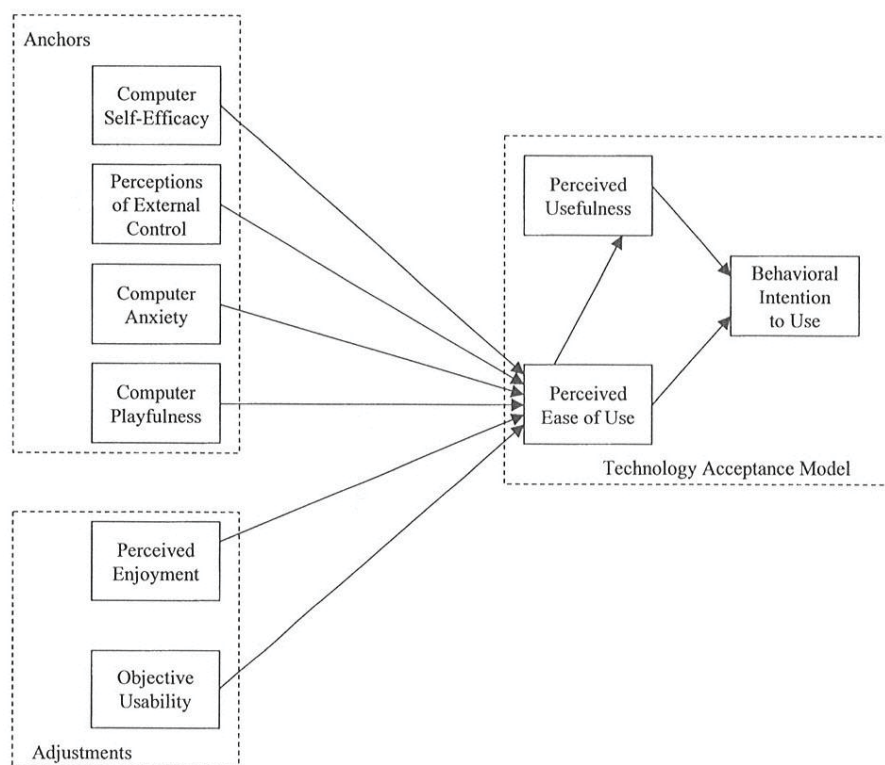 Anchors
Computer
Self-Efficacy
Perceptions
of External
Control
Computer
Anxiety
Computer
Playfulness
Perceived
Usefulness
Behavioral
Intention
to Use
Perceived
Ease of Use
Technology Acceptance Model
Perceived
Enjoyment
Objective
Usability
Adjustments